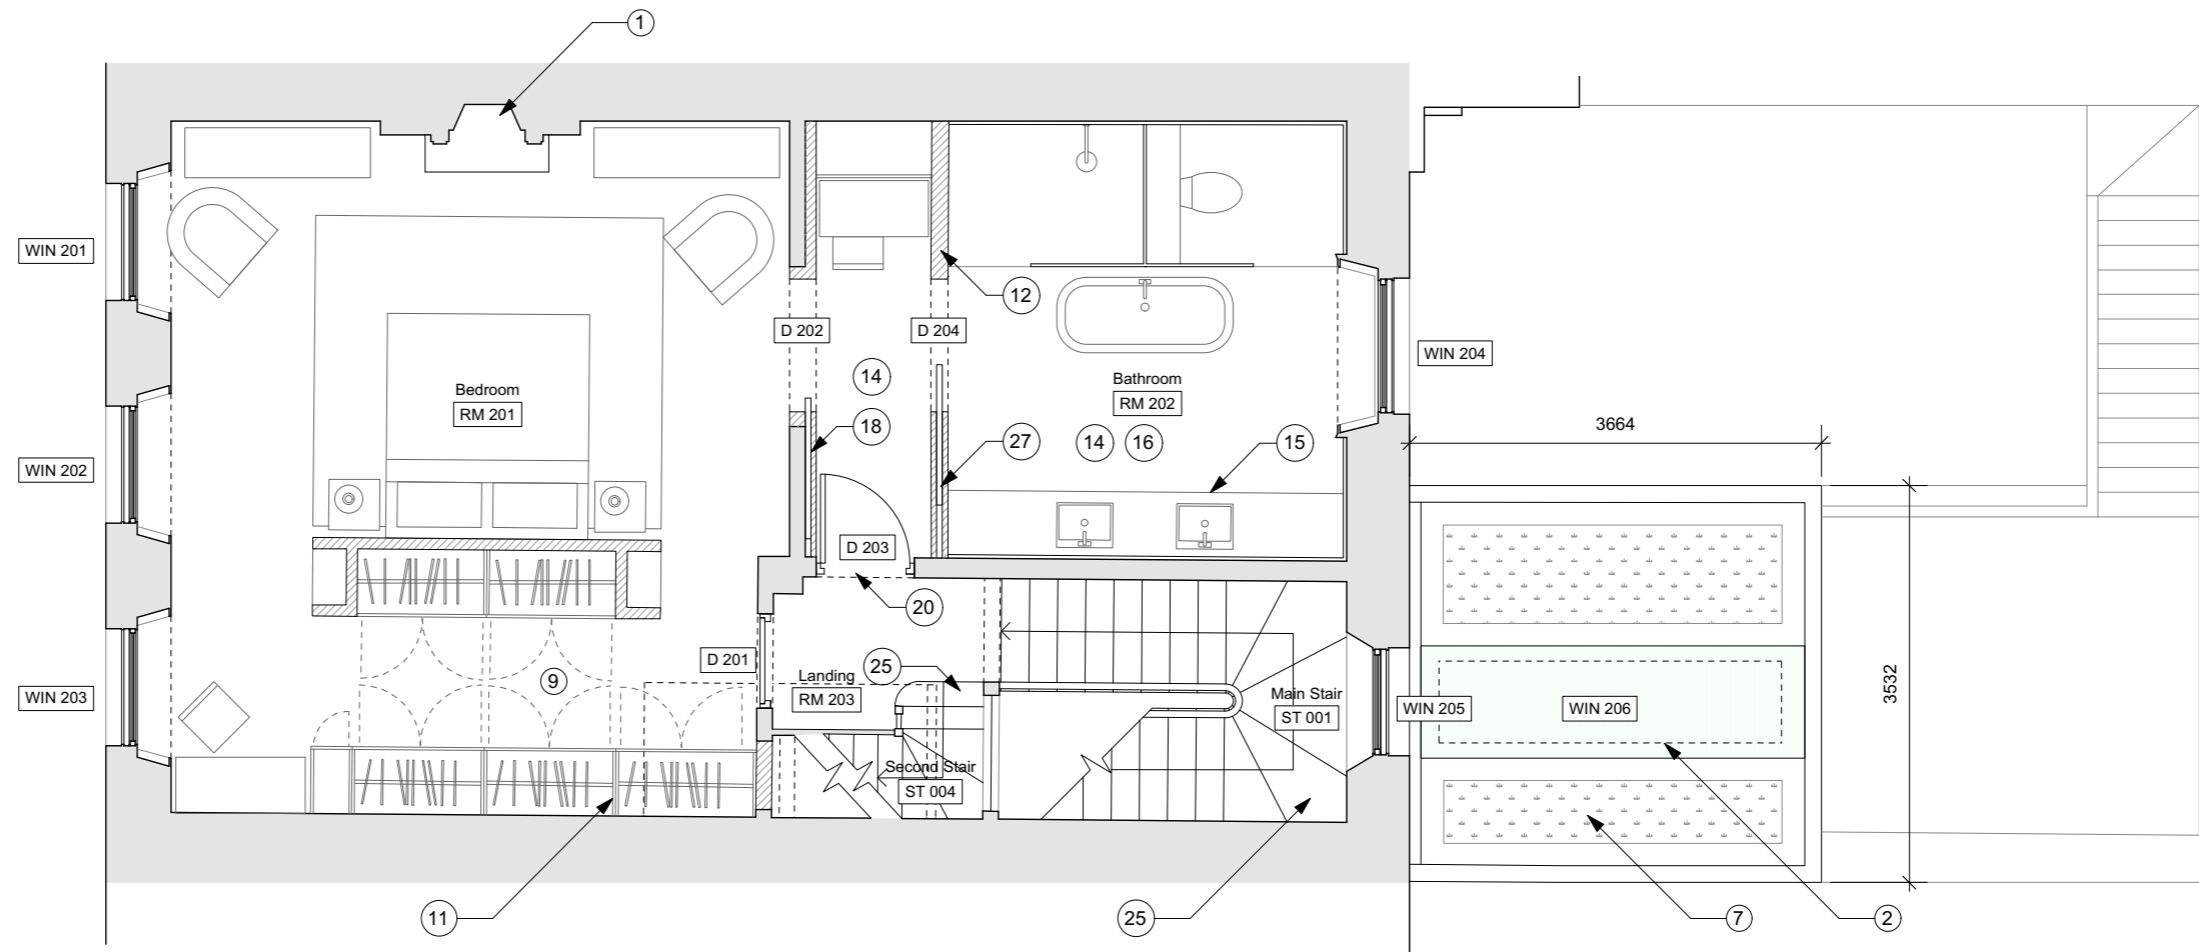 1
WIN 201
12
D 202
D 204
WIN 204
14
Bathroom
RM 202
Bedroom
RM 201
3664
18
27
14
16
15
WIN 202
D 203
20
25
D 201
9
Landing
RM 203
Main Stair
ST 001
WIN 203
WIN 205
WIN 206
3532
Second Stair
ST 004
11
25
7
2